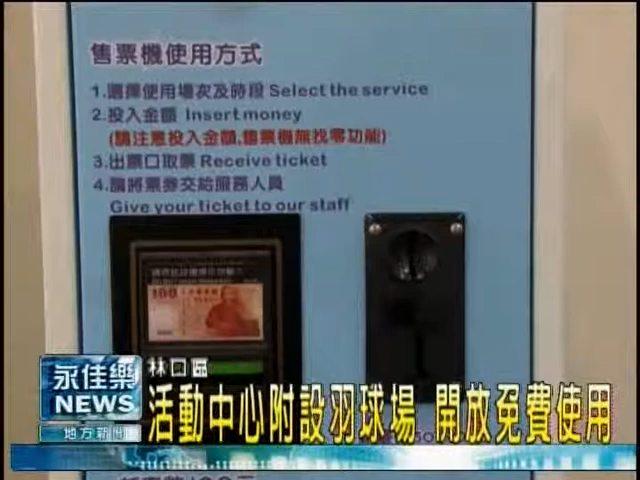 售票機使用方式
1.選擇使用場次及時段 Select the service
2.投入金額 Insert money
(請注意投入金額,售票機無找零功能)
3.出票口取票 Receive ticket
4.請將票券交給服務人員
Give your ticket to our staff
100
永佳樂
NEWS
地方新聞
林口區
活動中心附設羽球場 開放免費使用